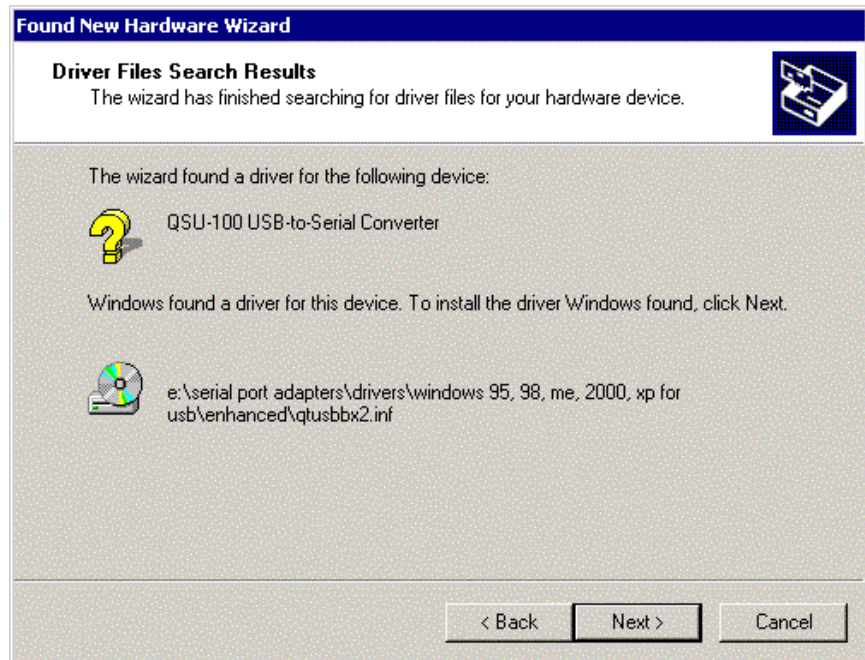 Found New Hardware Wizard
Driver Files Search Results
The wizard has finished searching for driver files for your hardware device.
The wizard found a driver for the following device:
QSU-100 USB-to-Serial Converter
Windows found a driver for this device. To install the driver Windows found, click Next.
e:\serial port adapters\drivers\windows 95, 98, me, 2000, xp for
usb\enhanced\qtusbbx2.inf
< Back
Next >
Cancel